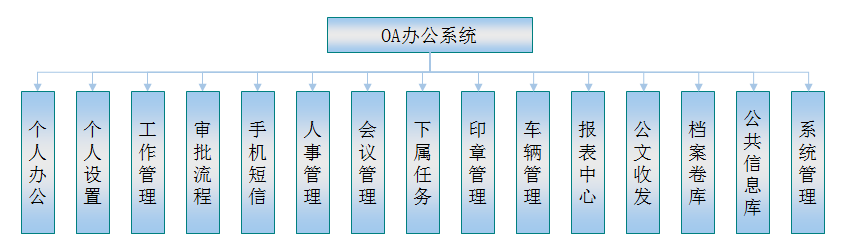 OA办公系统
个人办公
个人设置
工作管理
审批流程
手机短信
人事管理
会议管理
下属任务
印章管理
车辆管理
报表中心
公文收发
档案卷库
公共信息库
系统管理